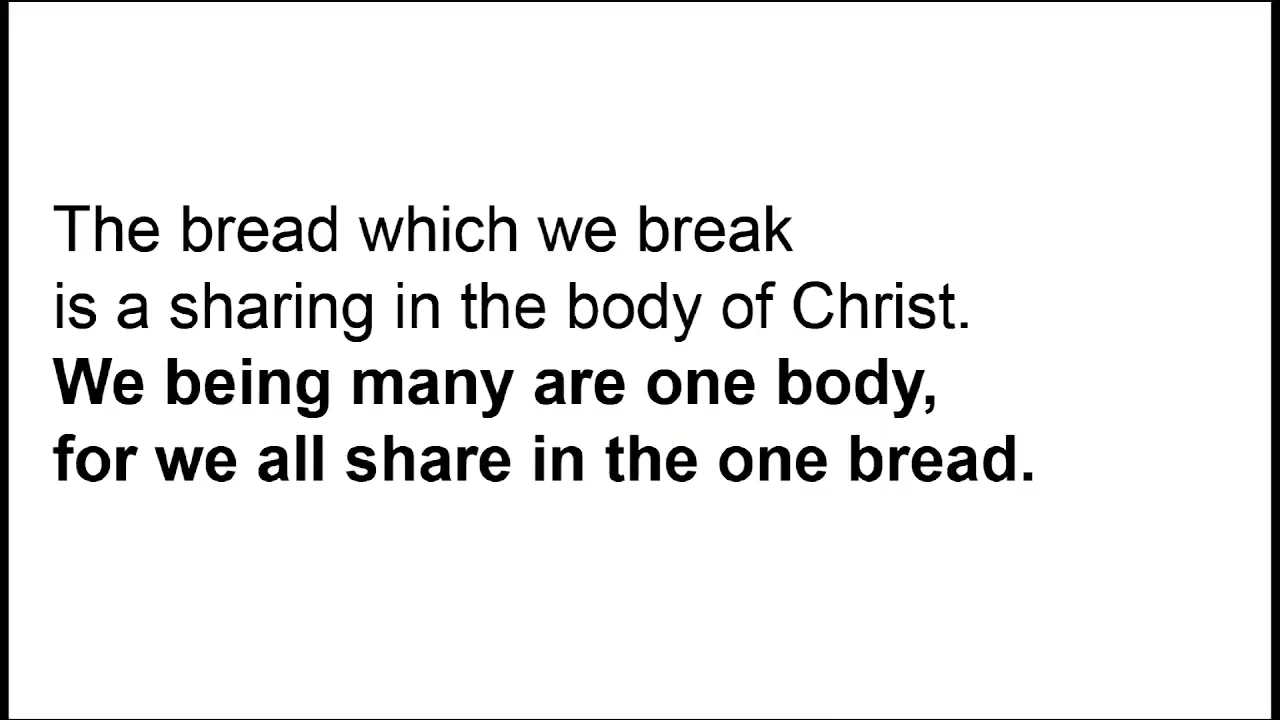 The bread which we break
is a sharing in the body of Christ.
We being many are one body,
for we all share in the one bread.